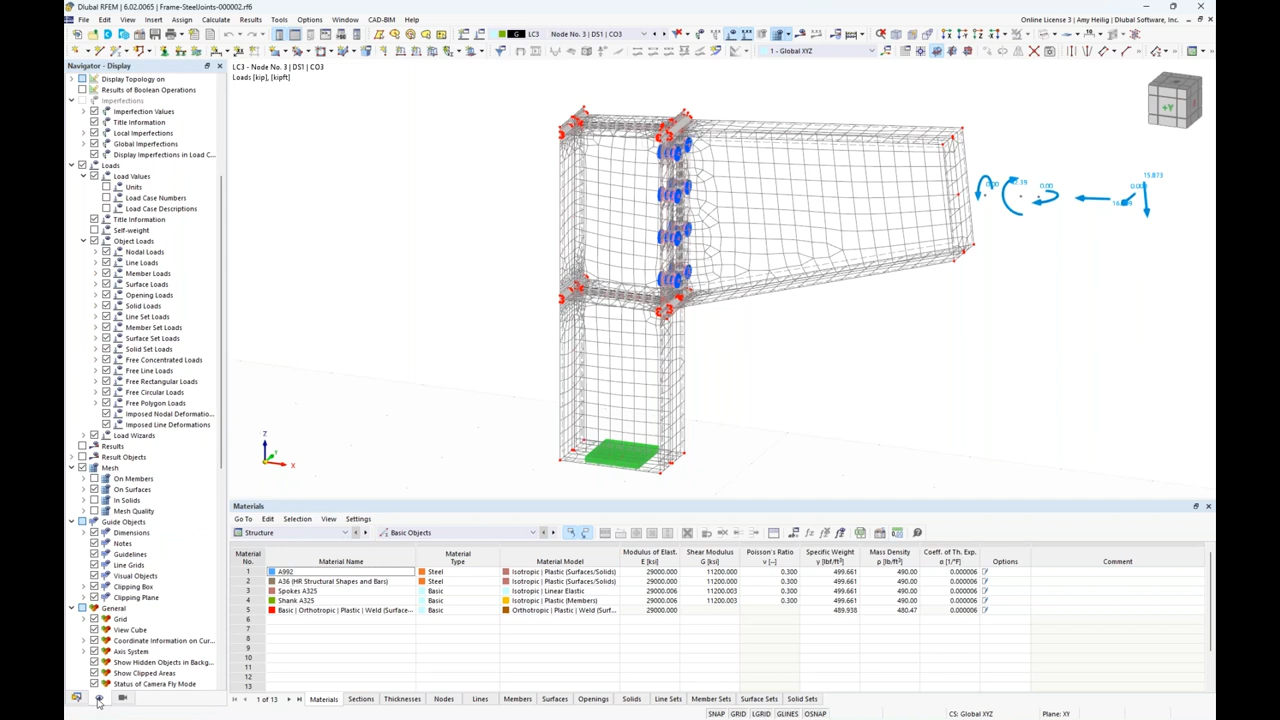 Dlubal RFEM | 6.02.0065 | Frame-SteelJoints-000002.rf6
File Edit View Insert Assign Calculate Results Tools Options Window CAD-BIM Help
Online License 3 | Amy Heilig | Dlubal Software, Inc.
G LC3 Node No. 3 | DS1 | CO3
1 - Global XYZ
Navigator - Display
Display Topology on
Results of Boolean Operations
Imperfections
Imperfection Values
Title Information
Local Imperfections
Global Imperfections
Display Imperfections in Load C...
Loads
Load Values
Units
Load Case Numbers
Load Case Descriptions
Title Information
Self-weight
Object Loads
Nodal Loads
Line Loads
Member Loads
Surface Loads
Opening Loads
Solid Loads
Line Set Loads
Member Set Loads
Surface Set Loads
Solid Set Loads
Free Concentrated Loads
Free Line Loads
Free Rectangular Loads
Free Circular Loads
Free Polygon Loads
Imposed Nodal Deformatio...
Imposed Line Deformations
Load Wizards
Results
Result Objects
Mesh
On Members
On Surfaces
In Solids
Mesh Quality
Guide Objects
Dimensions
Notes
Guidelines
Line Grids
Visual Objects
Clipping Box
Clipping Plane
General
Grid
View Cube
Coordinate Information on Cur...
Axis System
Show Hidden Objects in Backg...
Show Clipped Areas
Status of Camera Fly Mode
LC3 - Node No. 3 | DS1 | CO3
Loads [kip], [kipft]
+Y
0.00
15.873
Z
Y
X
Materials
Go To Edit Selection View Settings
Structure Basic Objects
Material No. Material Name Material Type Material Model Modulus of Elast. E [ksi] Shear Modulus G [ksi] Poisson's Ratio ν [--] Specific Weight γ [lbf/ft³] Mass Density ρ [lb/ft³] Coeff. of Th. Exp. α [1/°F] Options Comment
1 A992 Steel Isotropic | Plastic (Surfaces/Solids) 29000.000 11200.000 0.300 499.661 490.00 0.000006
2 A36 (HR Structural Shapes and Bars) Steel Isotropic | Plastic (Surfaces/Solids) 29000.000 11200.000 0.300 499.661 490.00 0.000006
3 Spokes A325 Basic Isotropic | Linear Elastic 29000.000 11200.003 0.300 499.661 490.00 0.000006
4 Shank A325 Basic Isotropic | Plastic (Members) 29000.000 11200.003 0.300 499.661 490.00 0.000006
5 Basic | Orthotropic | Plastic | Weld (Surface... Basic Orthotropic | Plastic | Weld (Surf... 29000.000 489.938 480.47 0.000006
6
7
8
9
10
11
12
13
1 of 13 Materials Sections Thicknesses Nodes Lines Members Surfaces Openings Solids Line Sets Member Sets Surface Sets Solid Sets
SNAP GRID LGRID GLINES OSNAP CS: Global XYZ Plane: XY